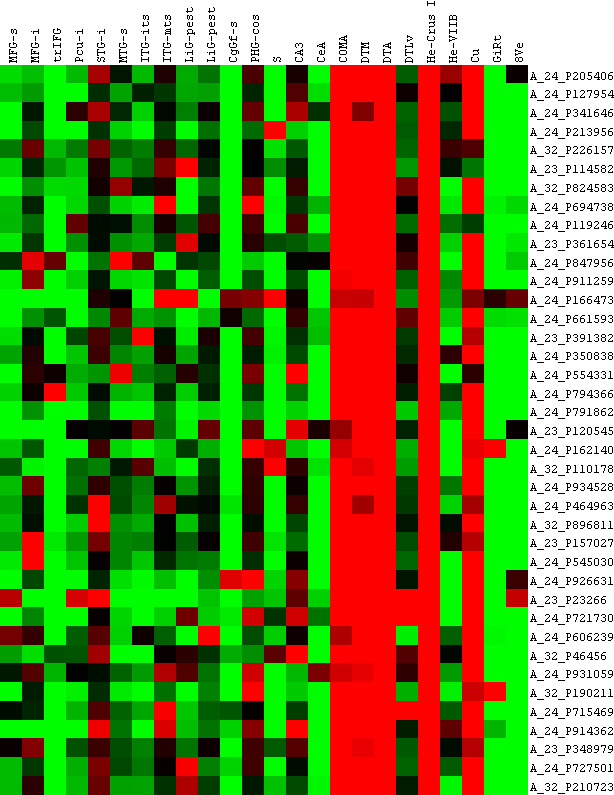 MFG-s
MFG-i
trIFG
Pcu-i
STG-i
MTG-s
ITG-its
ITG-mts
LiG-pest
LiG-pest
CgGf-s
PHG-cos
S
CA3
CeA
COMA
DTM
DTA
DTLv
He-Crus I
He-VIIB
Cu
GiRt
8Ve
A_24_P205406
A_24_P127954
A_24_P341646
A_24_P213956
A_32_P226157
A_23_P114582
A_32_P824583
A_24_P694738
A_24_P119246
A_23_P361654
A_24_P847956
A_24_P911259
A_24_P166473
A_24_P661593
A_23_P391382
A_24_P350838
A_24_P554331
A_24_P794366
A_24_P791862
A_23_P120545
A_24_P162140
A_32_P110178
A_24_P934528
A_24_P464963
A_32_P896811
A_23_P157027
A_24_P545030
A_24_P926631
A_23_P23266
A_24_P721730
A_24_P606239
A_32_P46456
A_24_P931059
A_32_P190211
A_24_P715469
A_24_P914362
A_23_P348979
A_24_P727501
A_32_P210723